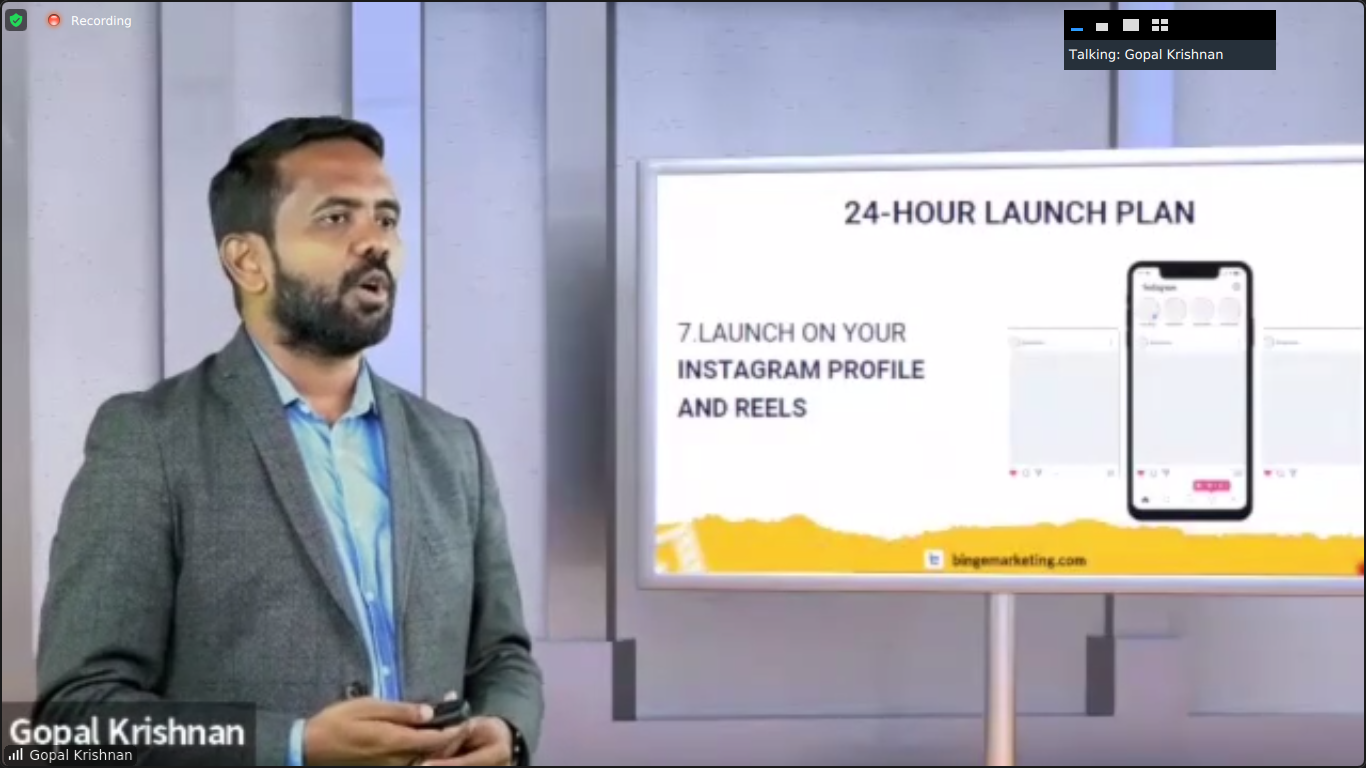 Recording
Talking: Gopal Krishnan
24-HOUR LAUNCH PLAN
7.LAUNCH ON YOUR
INSTAGRAM PROFILE
AND REELS
Instagram
bingemarketing.com
Gopal Krishnan
Gopal Krishnan